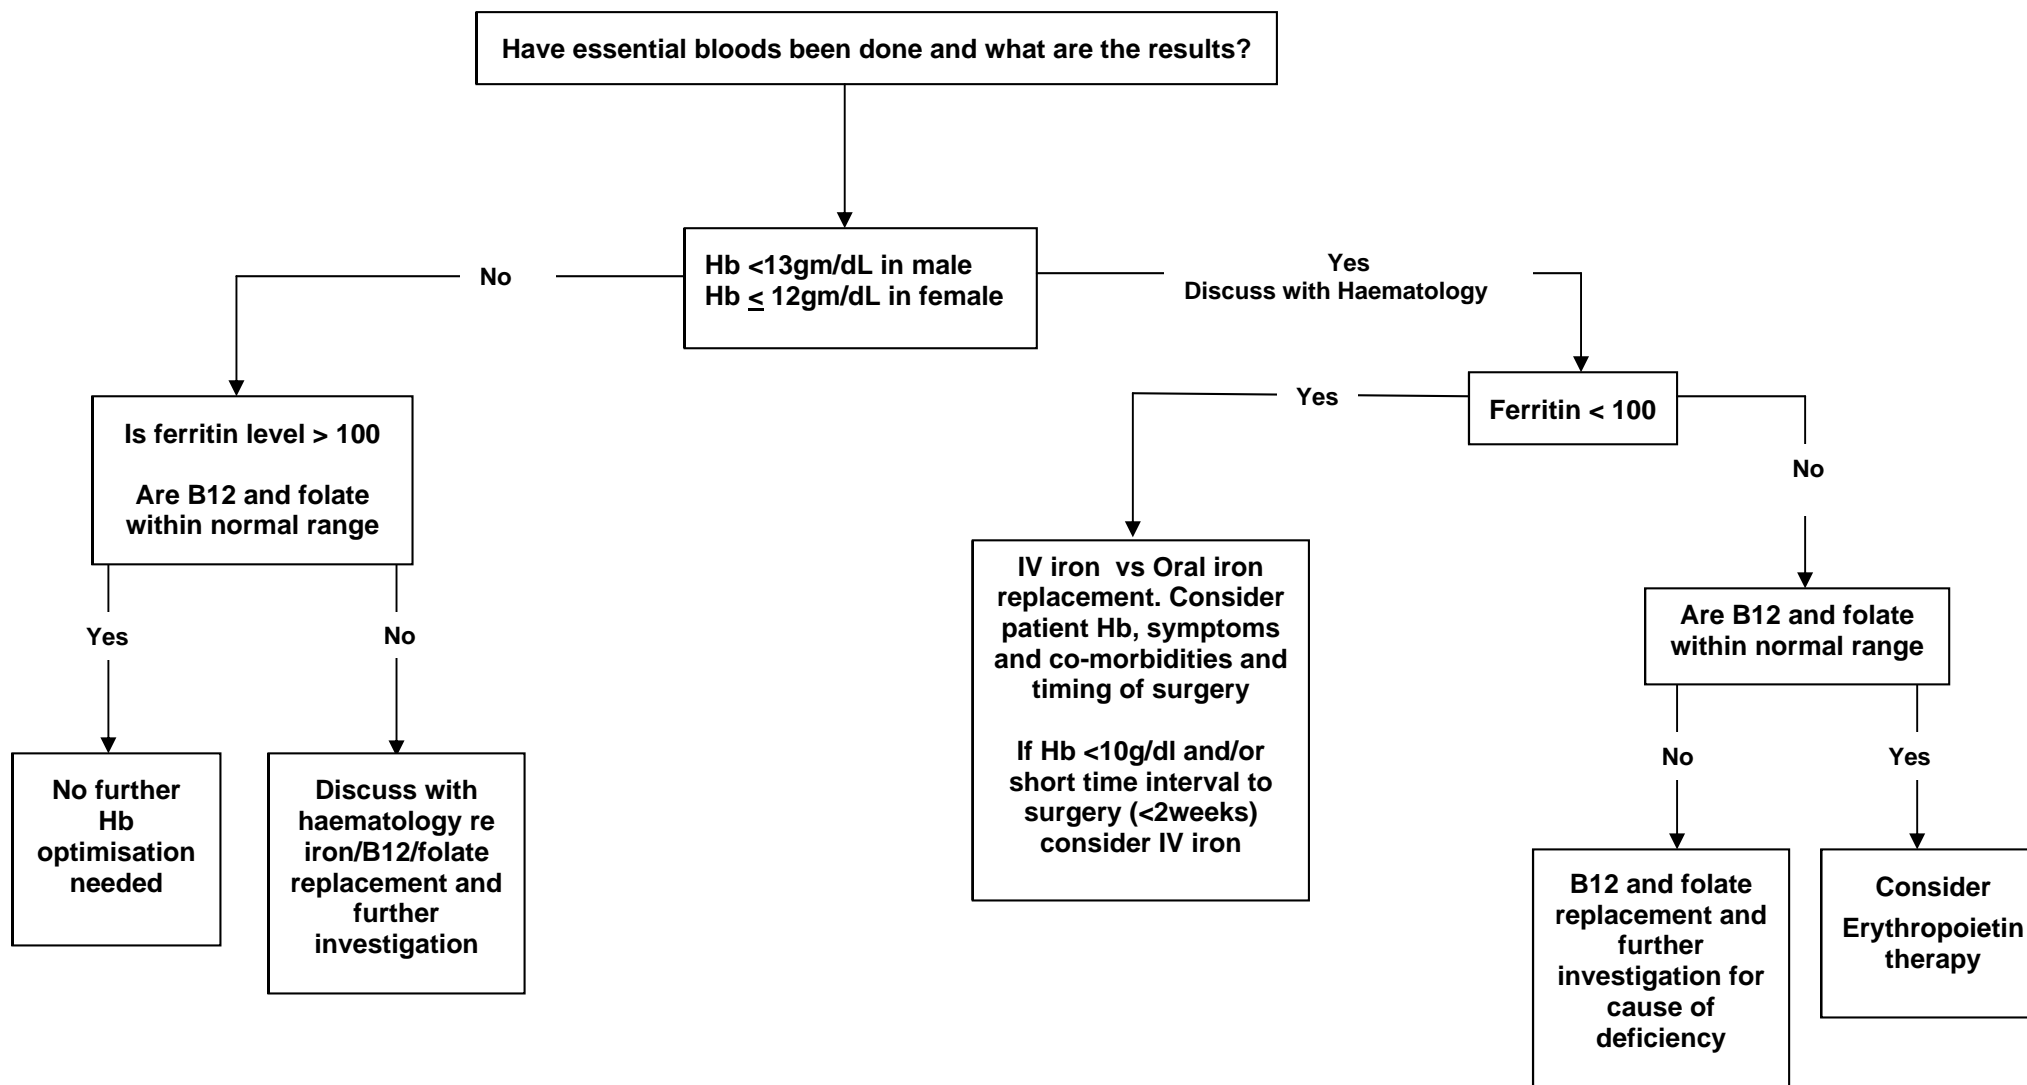 Have essential bloods been done and what are the results?
Hb <13gm/dL in male
Hb ≤ 12gm/dL in female
No
Yes
Discuss with Haematology
Is ferritin level > 100
Are B12 and folate
within normal range
Yes
No
No further
Hb
optimisation
needed
Discuss with
haematology re
iron/B12/folate
replacement and
further
investigation
Ferritin < 100
Yes
No
IV iron  vs Oral iron
replacement. Consider
patient Hb, symptoms
and co-morbidities and
timing of surgery
If Hb <10g/dl and/or
short time interval to
surgery (<2weeks)
consider IV iron
Are B12 and folate
within normal range
No
Yes
B12 and folate
replacement and
further
investigation for
cause of
deficiency
Consider
Erythropoietin
therapy